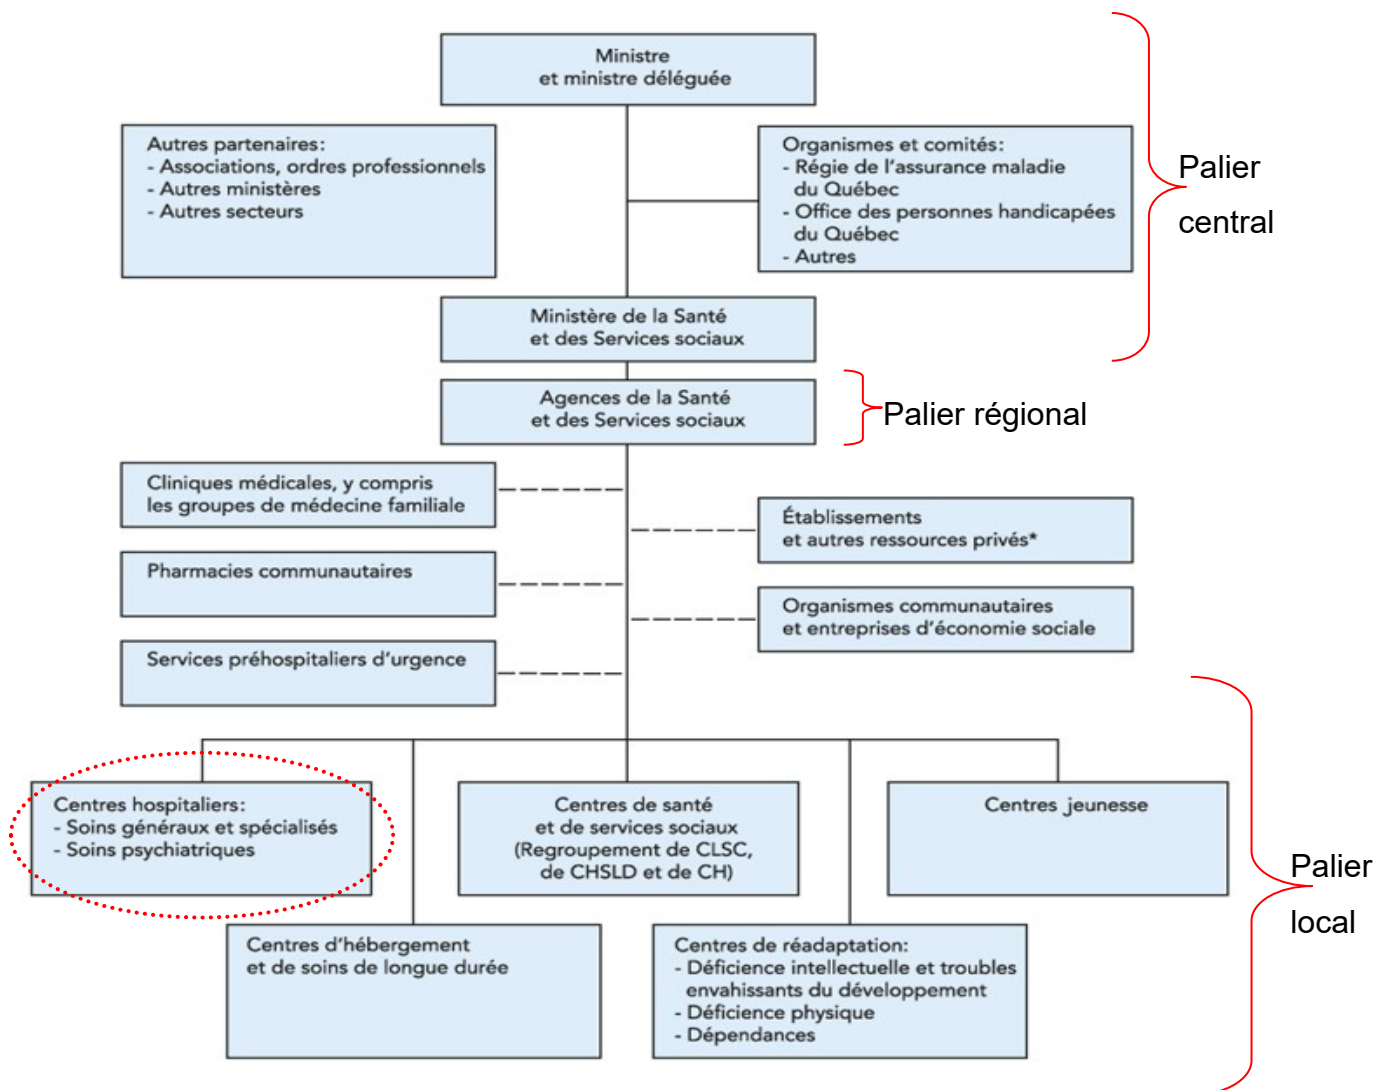 Ministre
et ministre déléguée
Autres partenaires:
- Associations, ordres professionnels
- Autres ministères
- Autres secteurs
Organismes et comités:
- Régie de l'assurance maladie
du Québec
- Office des personnes handicapées
du Québec
- Autres
Palier
central
Ministère de la Santé
et des Services sociaux
Agences de la Santé
et des Services sociaux
Palier régional
Cliniques médicales, y compris
les groupes de médecine familiale
Établissements
et autres ressources privés*
Pharmacies communautaires
Organismes communautaires
et entreprises d'économie sociale
Services préhospitaliers d'urgence
Centres hospitaliers:
- Soins généraux et spécialisés
- Soins psychiatriques
Centres de santé
et de services sociaux
(Regroupement de CLSC,
de CHSLD et de CH)
Centres jeunesse
Palier
local
Centres d'hébergement
et de soins de longue durée
Centres de réadaptation:
- Déficience intellectuelle et troubles
envahissants du développement
- Déficience physique
- Dépendances